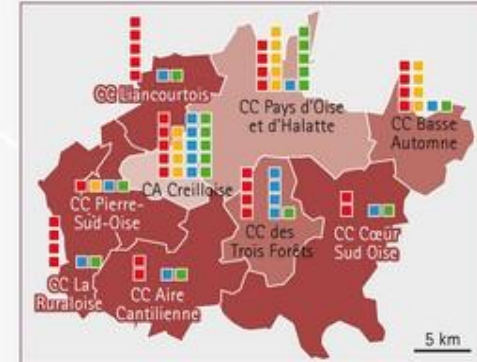 CC Liancourtois
CC Pays d'Oise
et d'Halatte
CC Basse
Automne
CA Creilloise
CC Pierre-
Sud-Oise
CC des
Trois Forêts
CC Cœur
Sud Oise
CC La
Ruraloise
CC Aire
Cantilienne
5 km